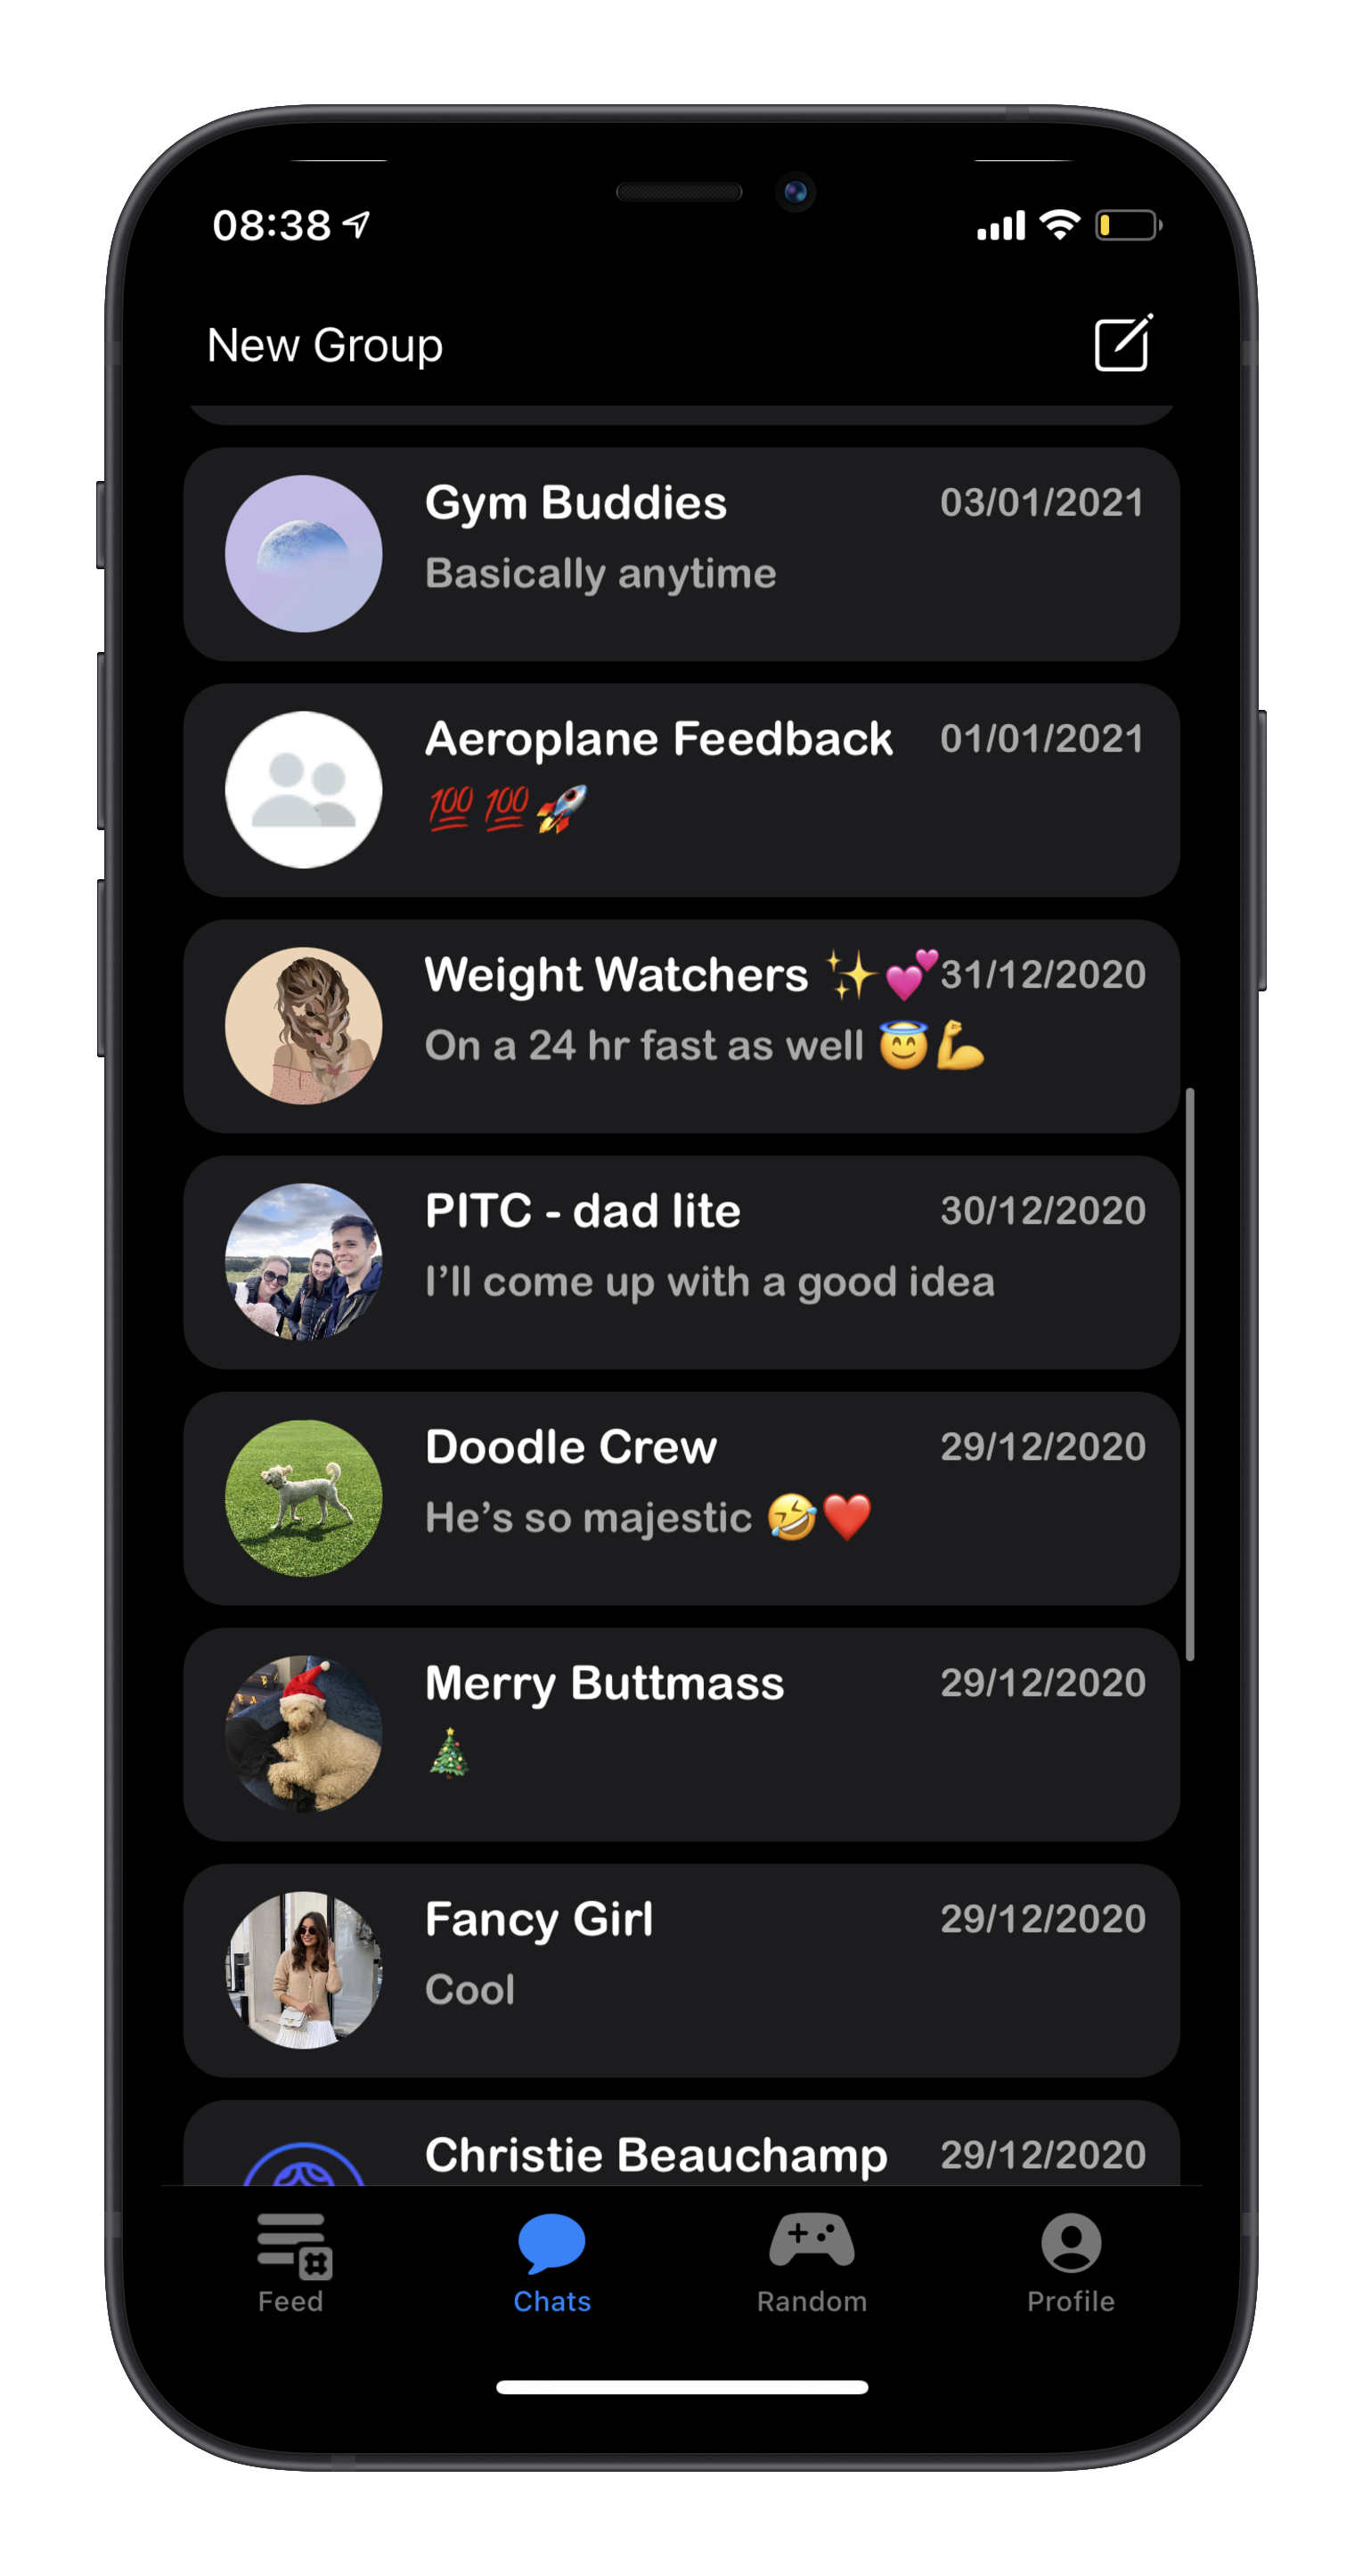 08:38
New Group
Gym Buddies 03/01/2021
Basically anytime
Aeroplane Feedback 01/01/2021
💯💯🚀
Weight Watchers ✨💕 31/12/2020
On a 24 hr fast as well 😇💪
PITC - dad lite 30/12/2020
I’ll come up with a good idea
Doodle Crew 29/12/2020
He’s so majestic 🤣❤️
Merry Buttmass 29/12/2020
🎄
Fancy Girl 29/12/2020
Cool
Christie Beauchamp 29/12/2020
Feed Chats Random Profile